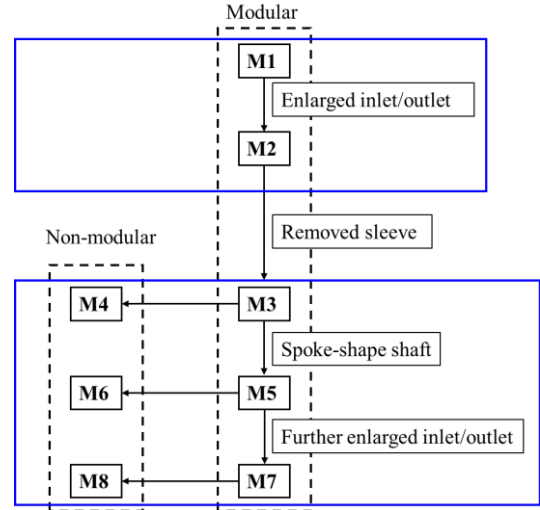 Modular
M1
Enlarged inlet/outlet
M2
Removed sleeve
Non-modular
M4
M3
Spoke-shape shaft
M6
M5
Further enlarged inlet/outlet
M8
M7